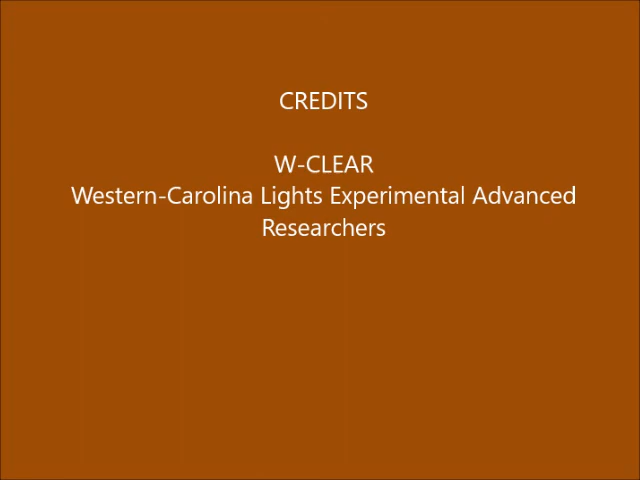 CREDITS
W-CLEAR
Western-Carolina Lights Experimental Advanced
Researchers